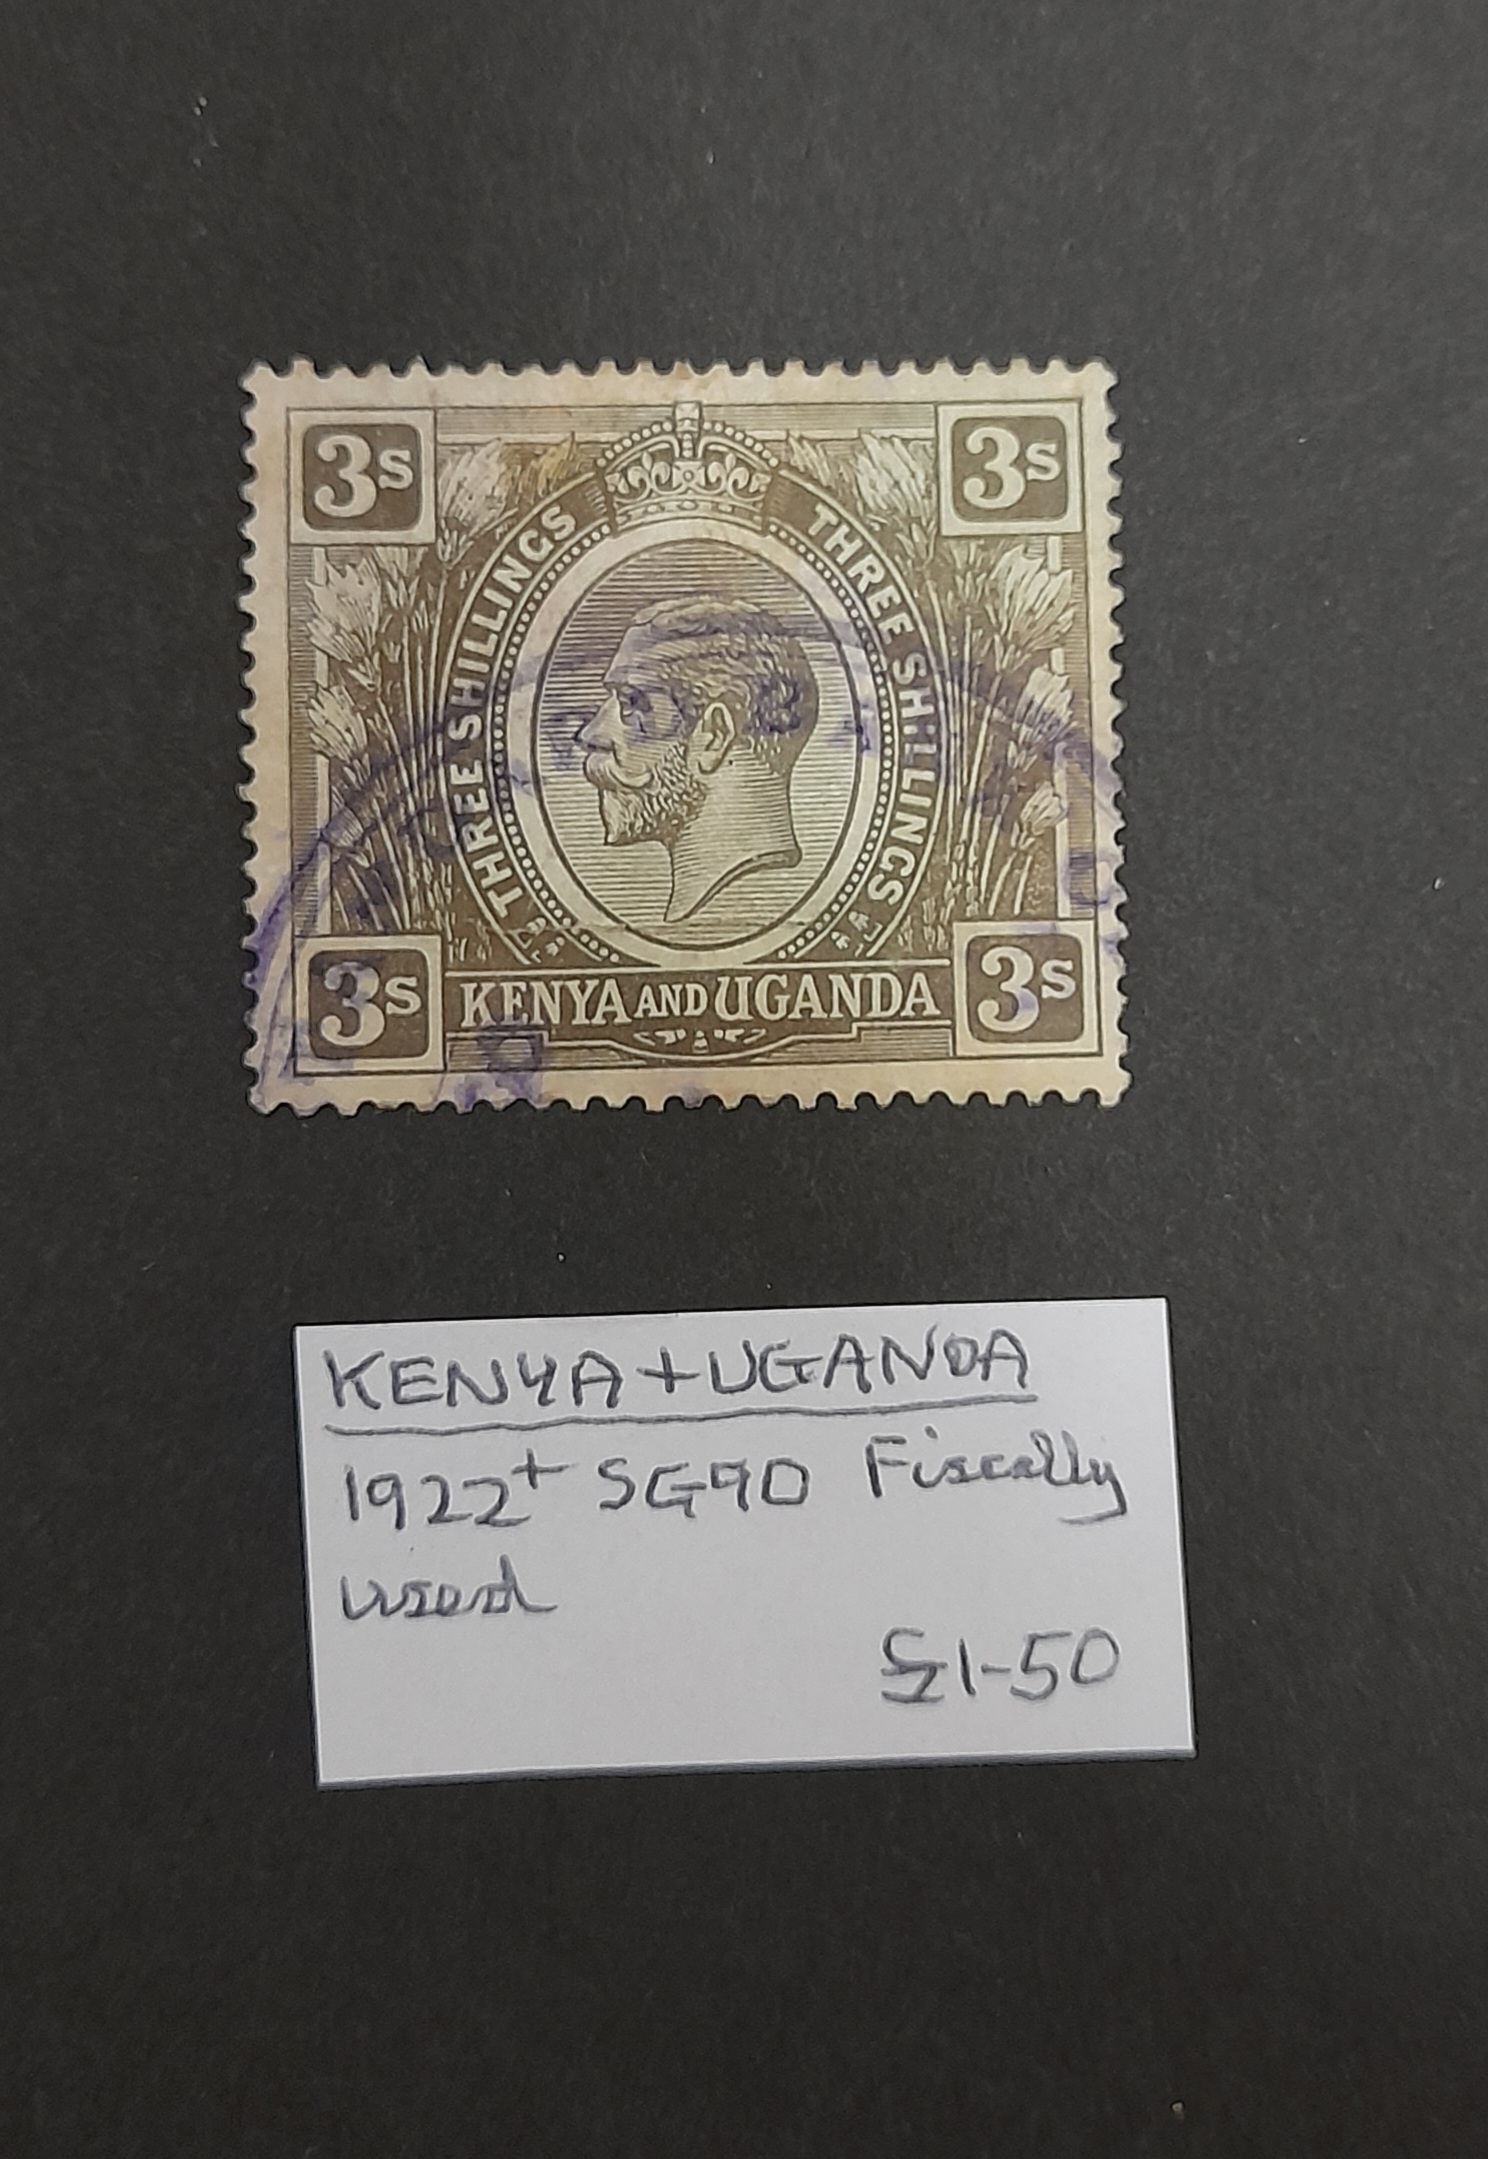 3s 3s
THREE SHILLINGS THREE SHILLINGS
3s KENYA AND UGANDA 3s
KENYA + UGANDA
1922+ SG90 Fiscally
used
£1-50